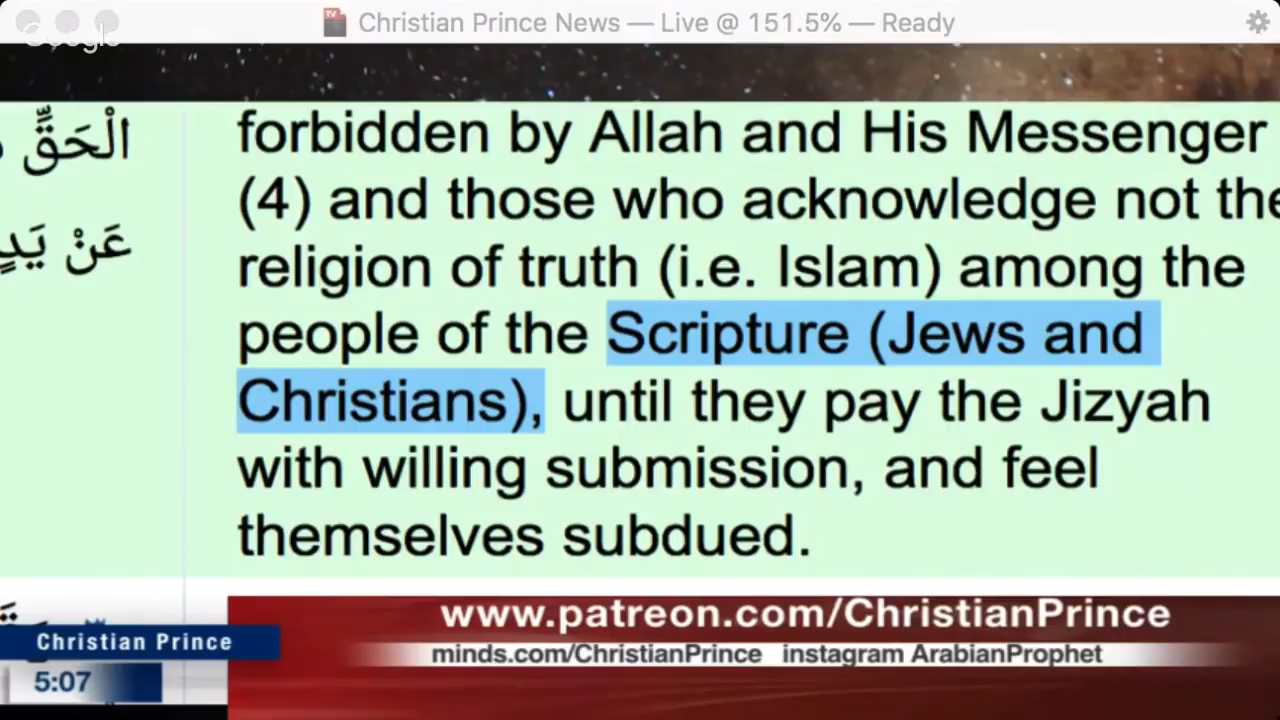 Christian Prince News — Live @ 151.5% — Ready
Google
الْحَقِّ
عَنْ يَدٍ
forbidden by Allah and His Messenger
(4) and those who acknowledge not the
religion of truth (i.e. Islam) among the
people of the Scripture (Jews and
Christians), until they pay the Jizyah
with willing submission, and feel
themselves subdued.
www.patreon.com/ChristianPrince
Christian Prince
minds.com/ChristianPrince instagram ArabianProphet
5:07